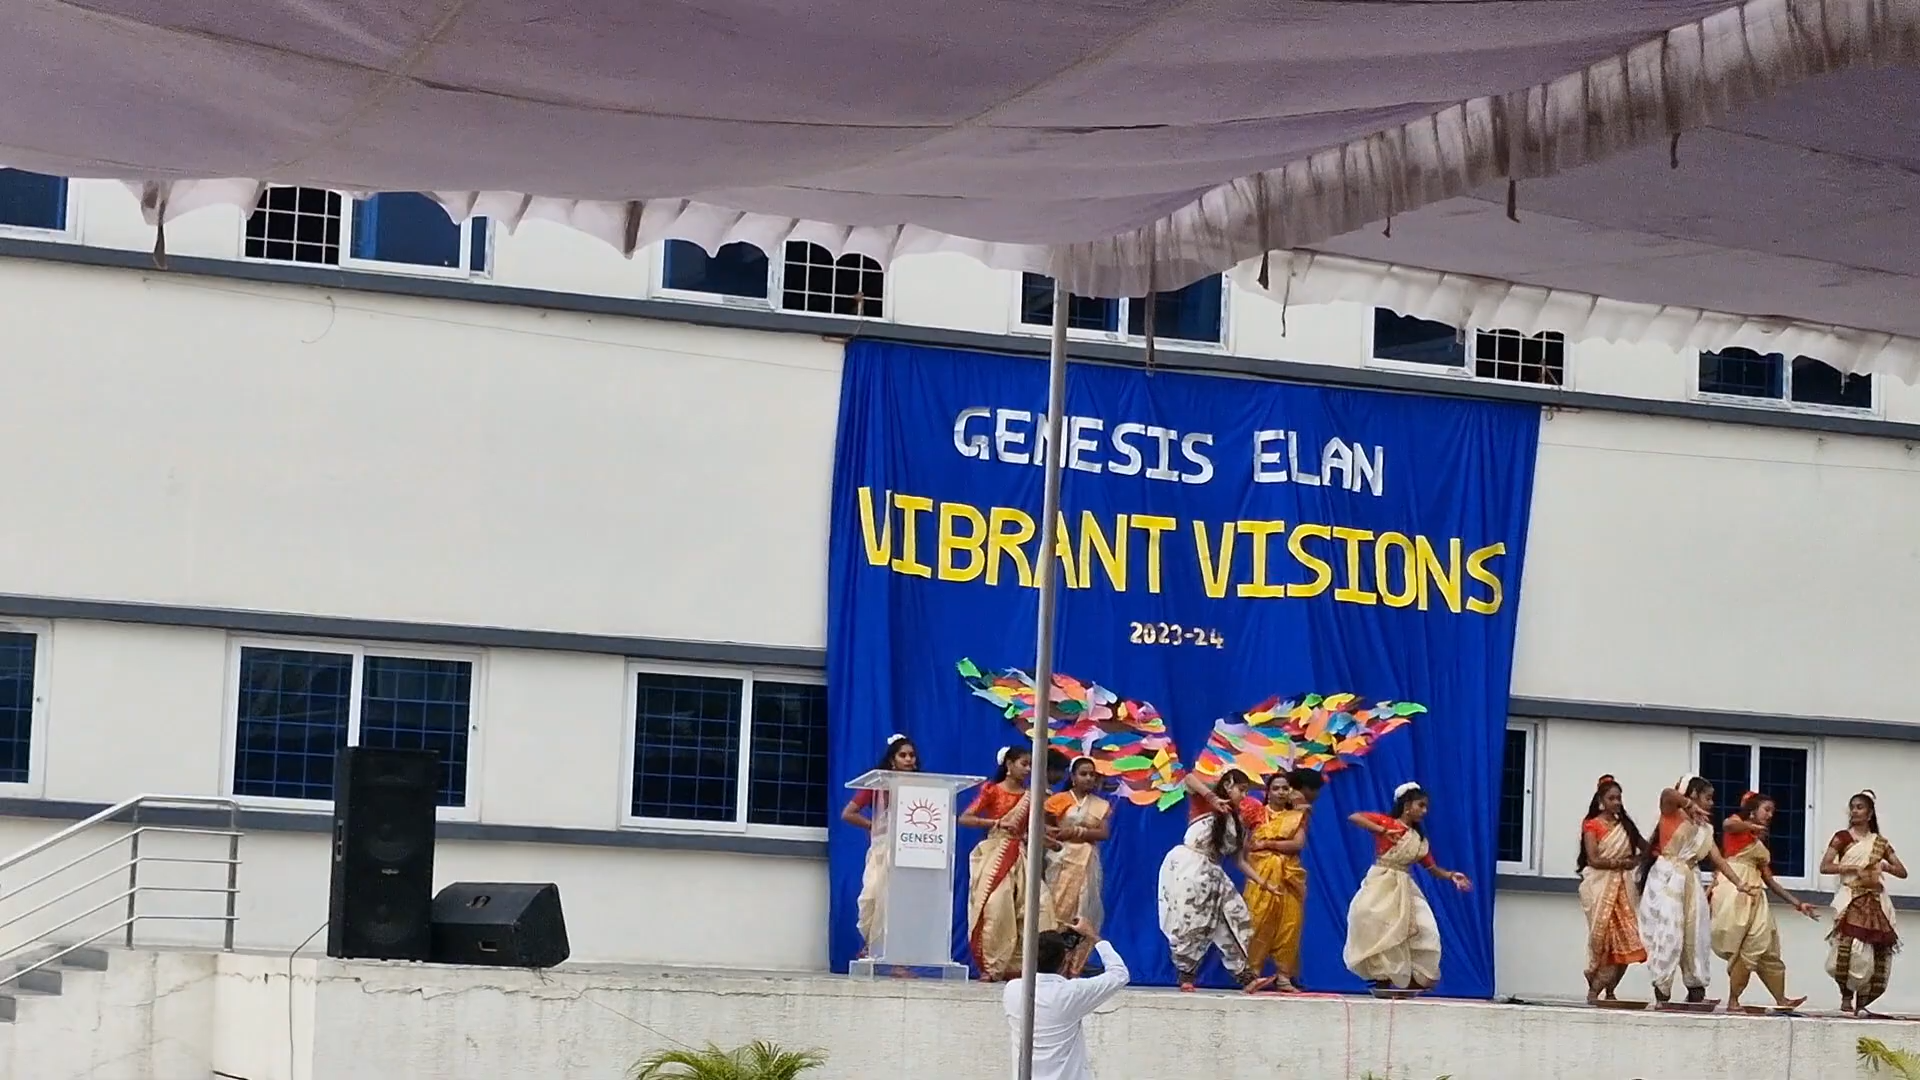 GENESIS ELAN
VIBRANT VISIONS
2023-24
GENESIS